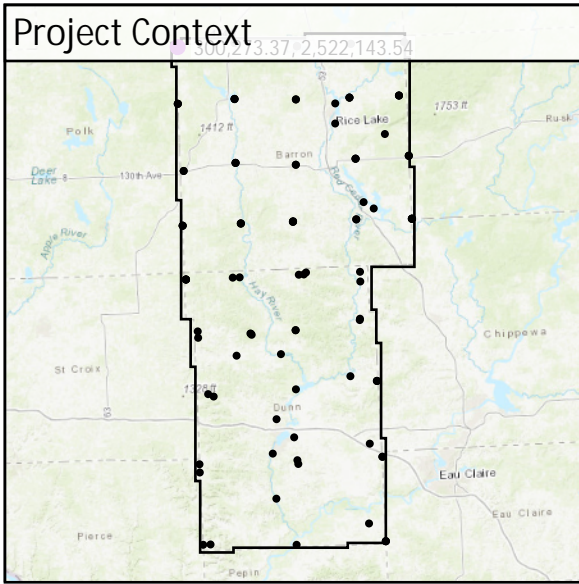 Project Context
300,273.37, 2,522,143.54
63
1753 ft
Rice Lake
Rusk
Polk
1412 ft
Barron
Deer
Lake
8
130th Ave
Red Cedar River
Apple River
Hay River
Chippewa
St Croix
1328 ft
63
Dunn
Eau Claire
Eau Claire
Pierce
Pepin